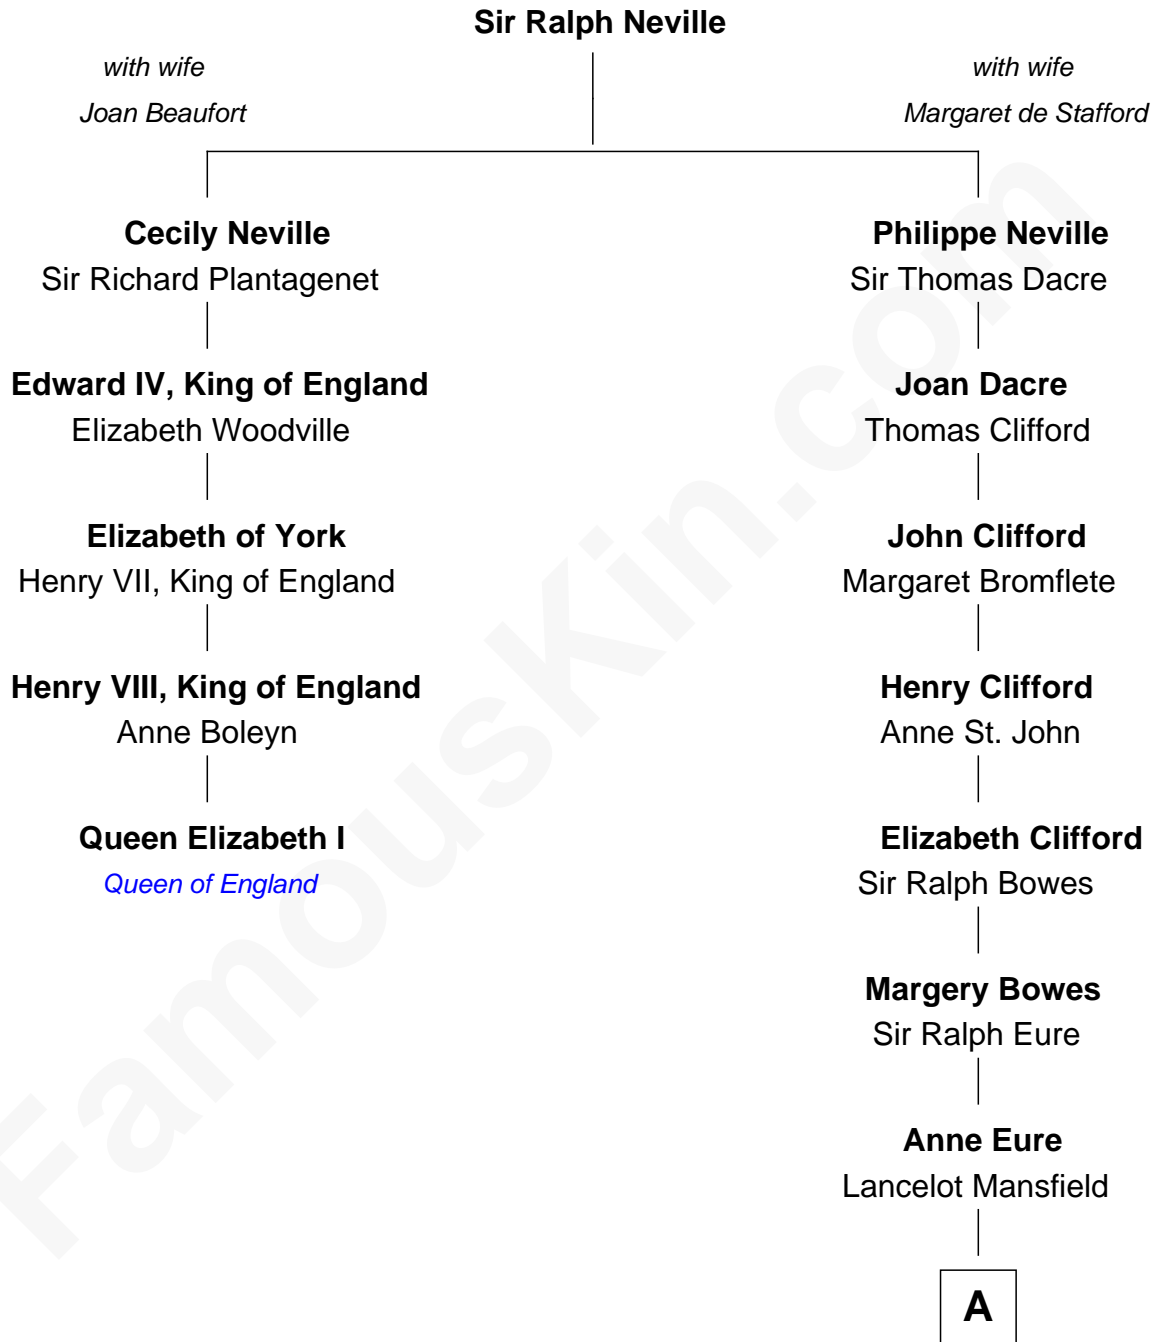 Sir Ralph Neville
with wife
Joan Beaufort
with wife
Margaret de Stafford
Cecily Neville
Sir Richard Plantagenet
Philippe Neville
Sir Thomas Dacre
Edward IV, King of England
Elizabeth Woodville
Joan Dacre
Thomas Clifford
Elizabeth of York
Henry VII, King of England
John Clifford
Margaret Bromflete
Henry VIII, King of England
Anne Boleyn
Henry Clifford
Anne St. John
Queen Elizabeth I
Queen of England
Elizabeth Clifford
Sir Ralph Bowes
Margery Bowes
Sir Ralph Eure
Anne Eure
Lancelot Mansfield
A
FamousKin.com